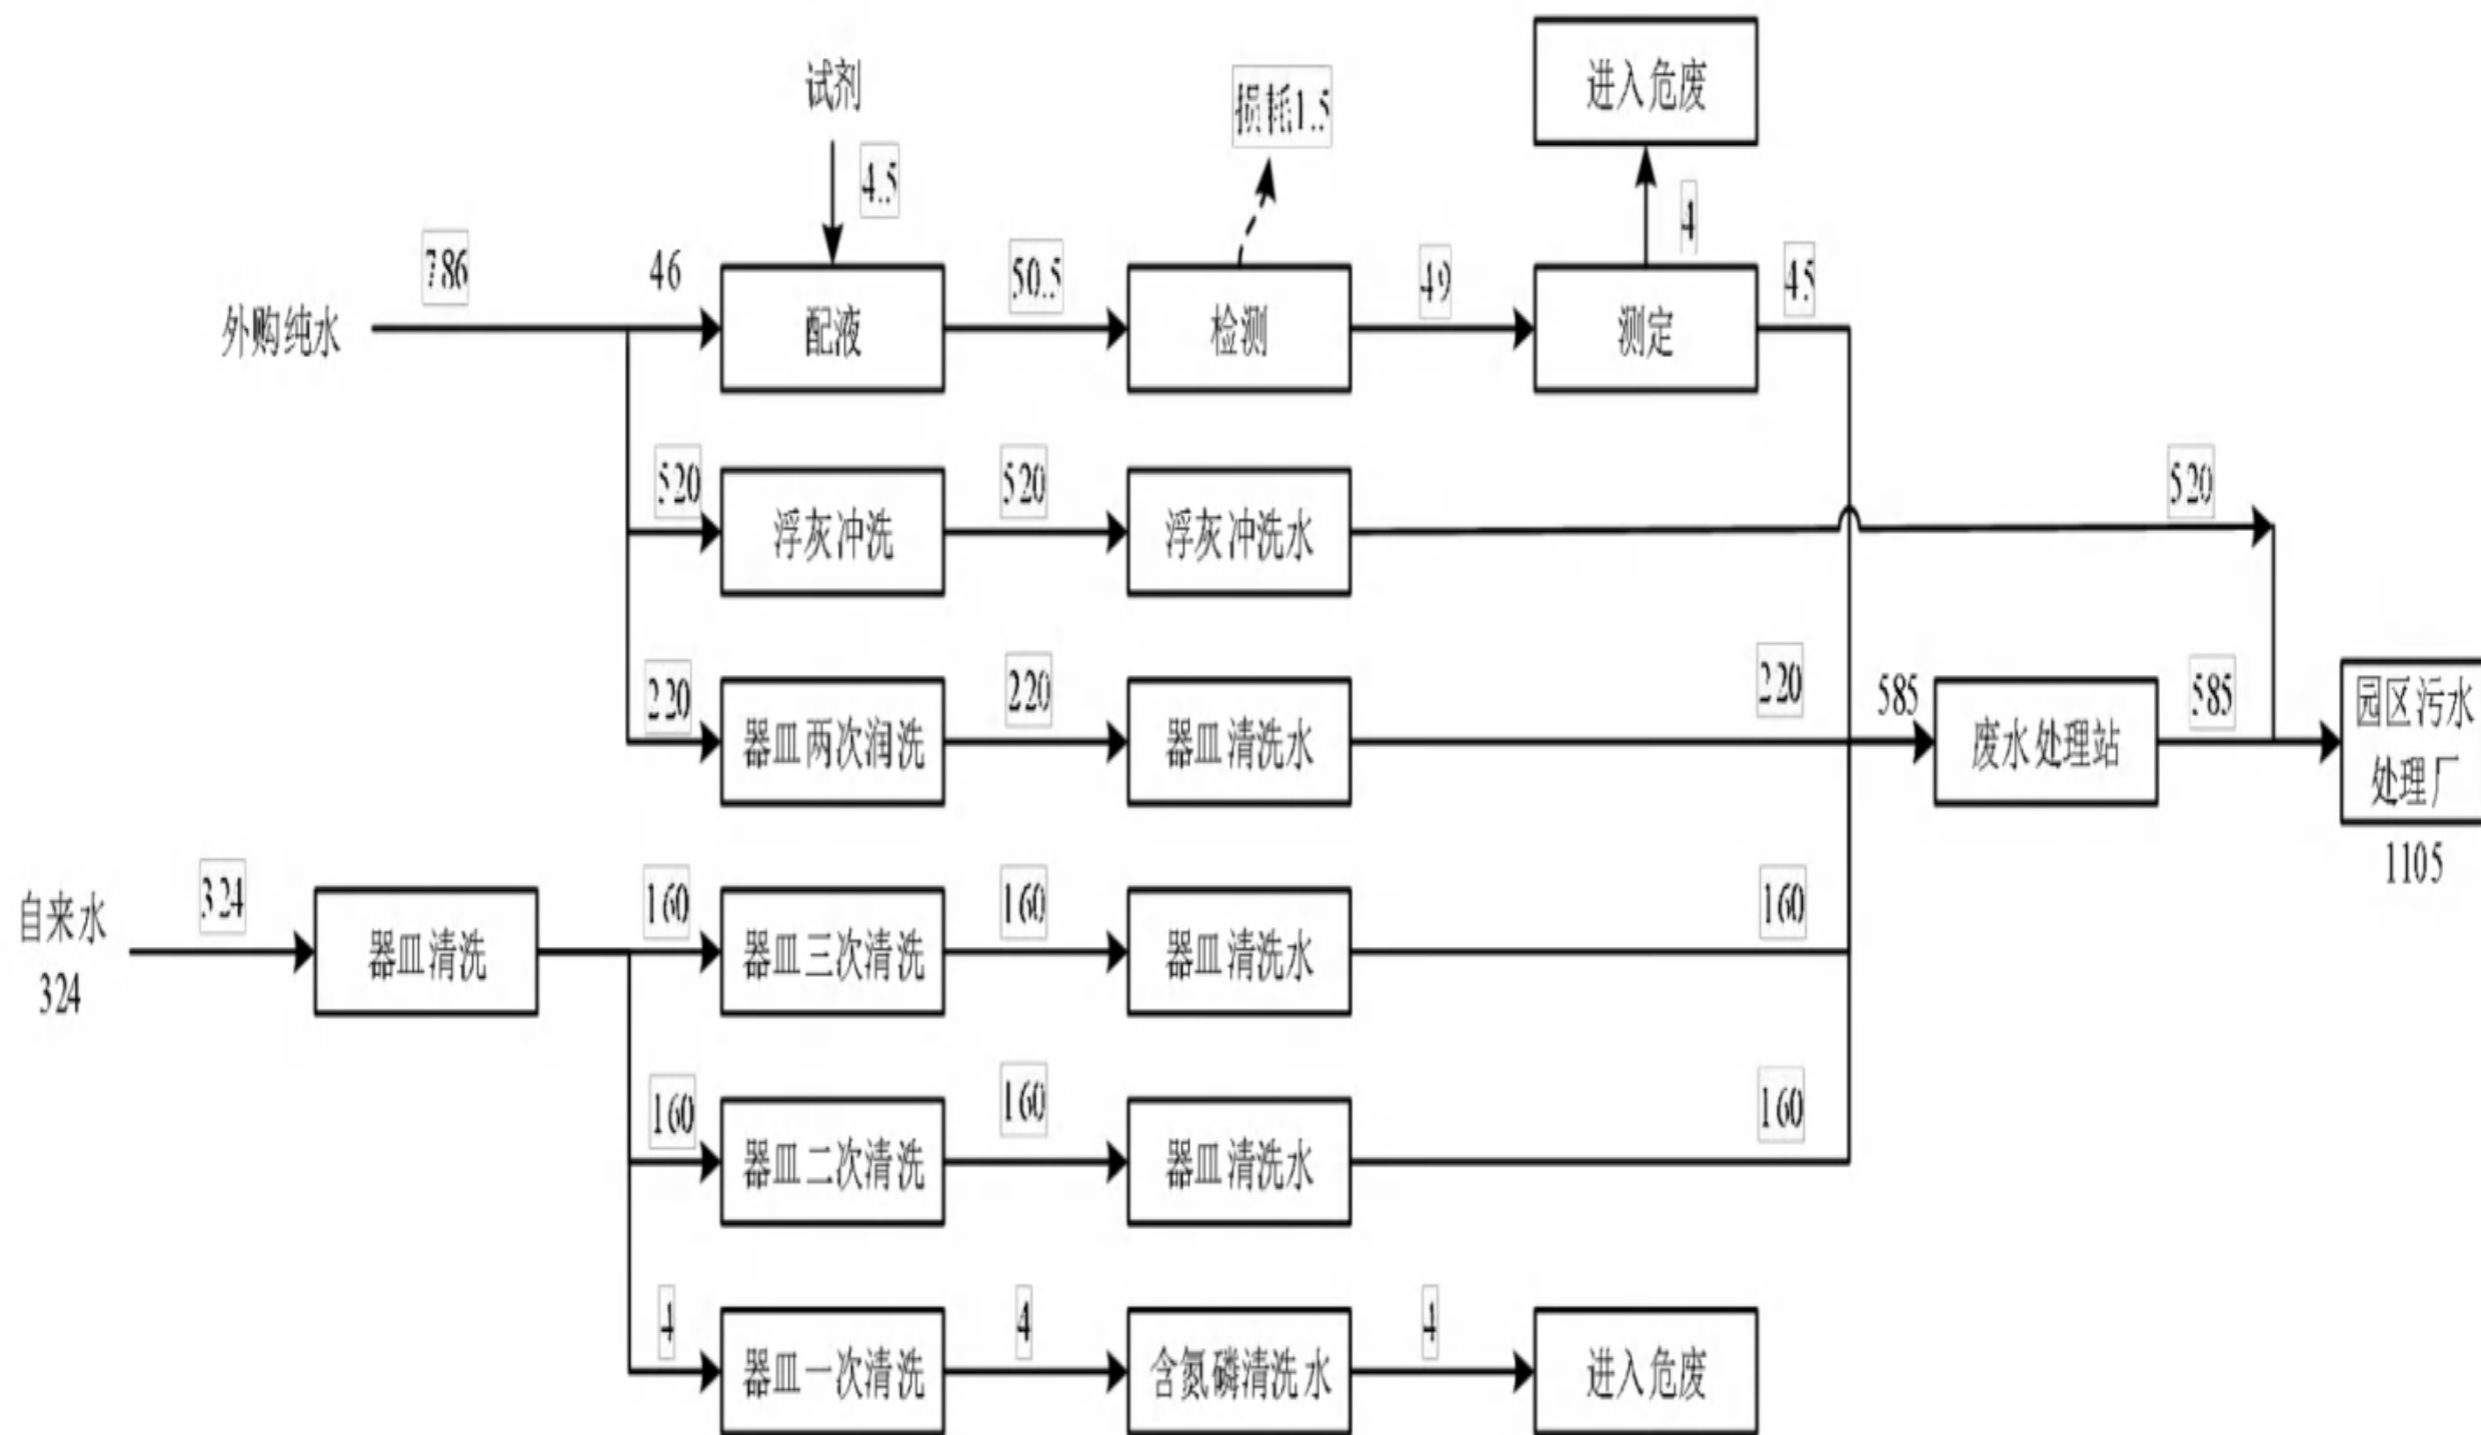 试剂
4.5
损耗1.5
进入危废
4
外购纯水
786
46
配液
50.5
检测
49
测定
45
520
浮灰冲洗
520
浮灰冲洗水
520
220
器皿两次润洗
220
器皿清洗水
220
585
废水处理站
585
园区污水
处理厂
1105
自来水
324
324
器皿清洗
160
器皿三次清洗
160
器皿清洗水
160
160
器皿二次清洗
160
器皿清洗水
160
4
器皿一次清洗
4
含氮磷清洗水
4
进入危废